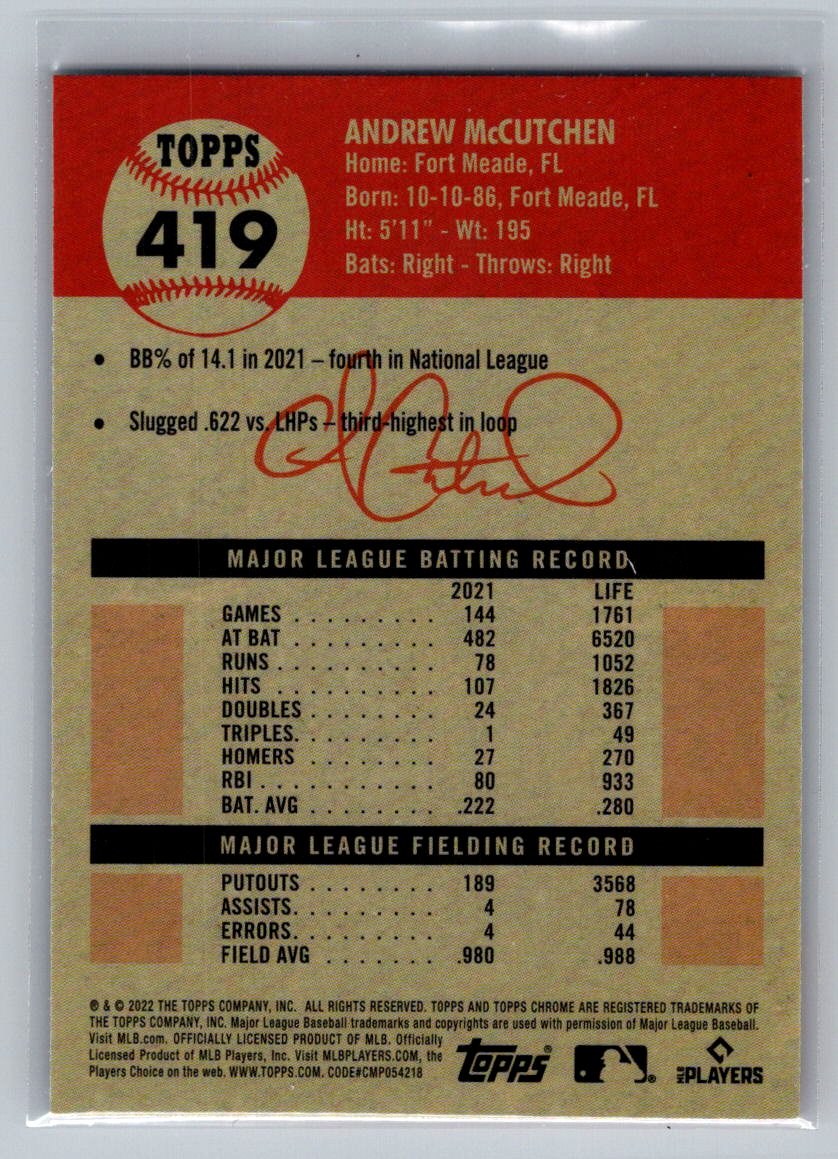 TOPPS
419
ANDREW McCUTCHEN
Home: Fort Meade, FL
Born: 10-10-86, Fort Meade, FL
Ht: 5'11" - Wt: 195
Bats: Right - Throws: Right
• BB% of 14.1 in 2021 – fourth in National League
• Slugged .622 vs. LHPs – third-highest in loop
MAJOR LEAGUE BATTING RECORD
2021 LIFE
GAMES . . . . . . . . . 144 1761
AT BAT . . . . . . . . . 482 6520
RUNS . . . . . . . . . . 78 1052
HITS . . . . . . . . . . 107 1826
DOUBLES . . . . . . . . 24 367
TRIPLES. . . . . . . . . 1 49
HOMERS . . . . . . . . 27 270
RBI . . . . . . . . . . . 80 933
BAT. AVG . . . . . . . . .222 .280
MAJOR LEAGUE FIELDING RECORD
PUTOUTS . . . . . . . . 189 3568
ASSISTS. . . . . . . . . 4 78
ERRORS. . . . . . . . . 4 44
FIELD AVG . . . . . . . .980 .988
® & © 2022 THE TOPPS COMPANY, INC. ALL RIGHTS RESERVED. TOPPS AND TOPPS CHROME ARE REGISTERED TRADEMARKS OF
THE TOPPS COMPANY, INC. Major League Baseball trademarks and copyrights are used with permission of Major League Baseball.
Visit MLB.com. OFFICIALLY LICENSED PRODUCT OF MLB. Officially
Licensed Product of MLB Players, Inc. Visit MLBPLAYERS.COM, the
Players Choice on the web. WWW.TOPPS.COM. CODE#CMP054218
Topps®
®
MLB PLAYERS